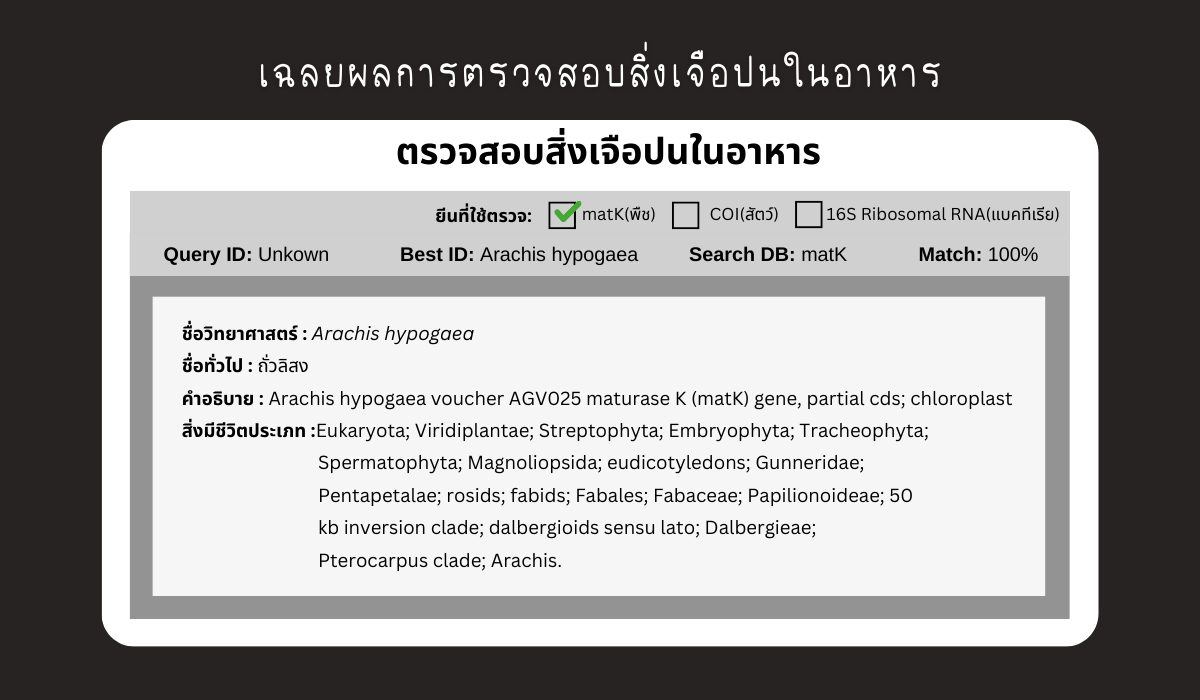 เฉลยผลการตรวจสอบสิ่งเจือปนในอาหาร
ตรวจสอบสิ่งเจือปนในอาหาร
ยีนที่ใช้ตรวจ: matK(พืช) COI(สัตว์) 16S Ribosomal RNA(แบคทีเรีย)
Query ID: Unkown Best ID: Arachis hypogaea Search DB: matK Match: 100%
ชื่อวิทยาศาสตร์ : Arachis hypogaea
ชื่อทั่วไป : ถั่วลิสง
คำอธิบาย : Arachis hypogaea voucher AGV025 maturase K (matK) gene, partial cds; chloroplast
สิ่งมีชีวิตประเภท :Eukaryota; Viridiplantae; Streptophyta; Embryophyta; Tracheophyta;
Spermatophyta; Magnoliopsida; eudicotyledons; Gunneridae;
Pentapetalae; rosids; fabids; Fabales; Fabaceae; Papilionoideae; 50
kb inversion clade; dalbergioids sensu lato; Dalbergieae;
Pterocarpus clade; Arachis.